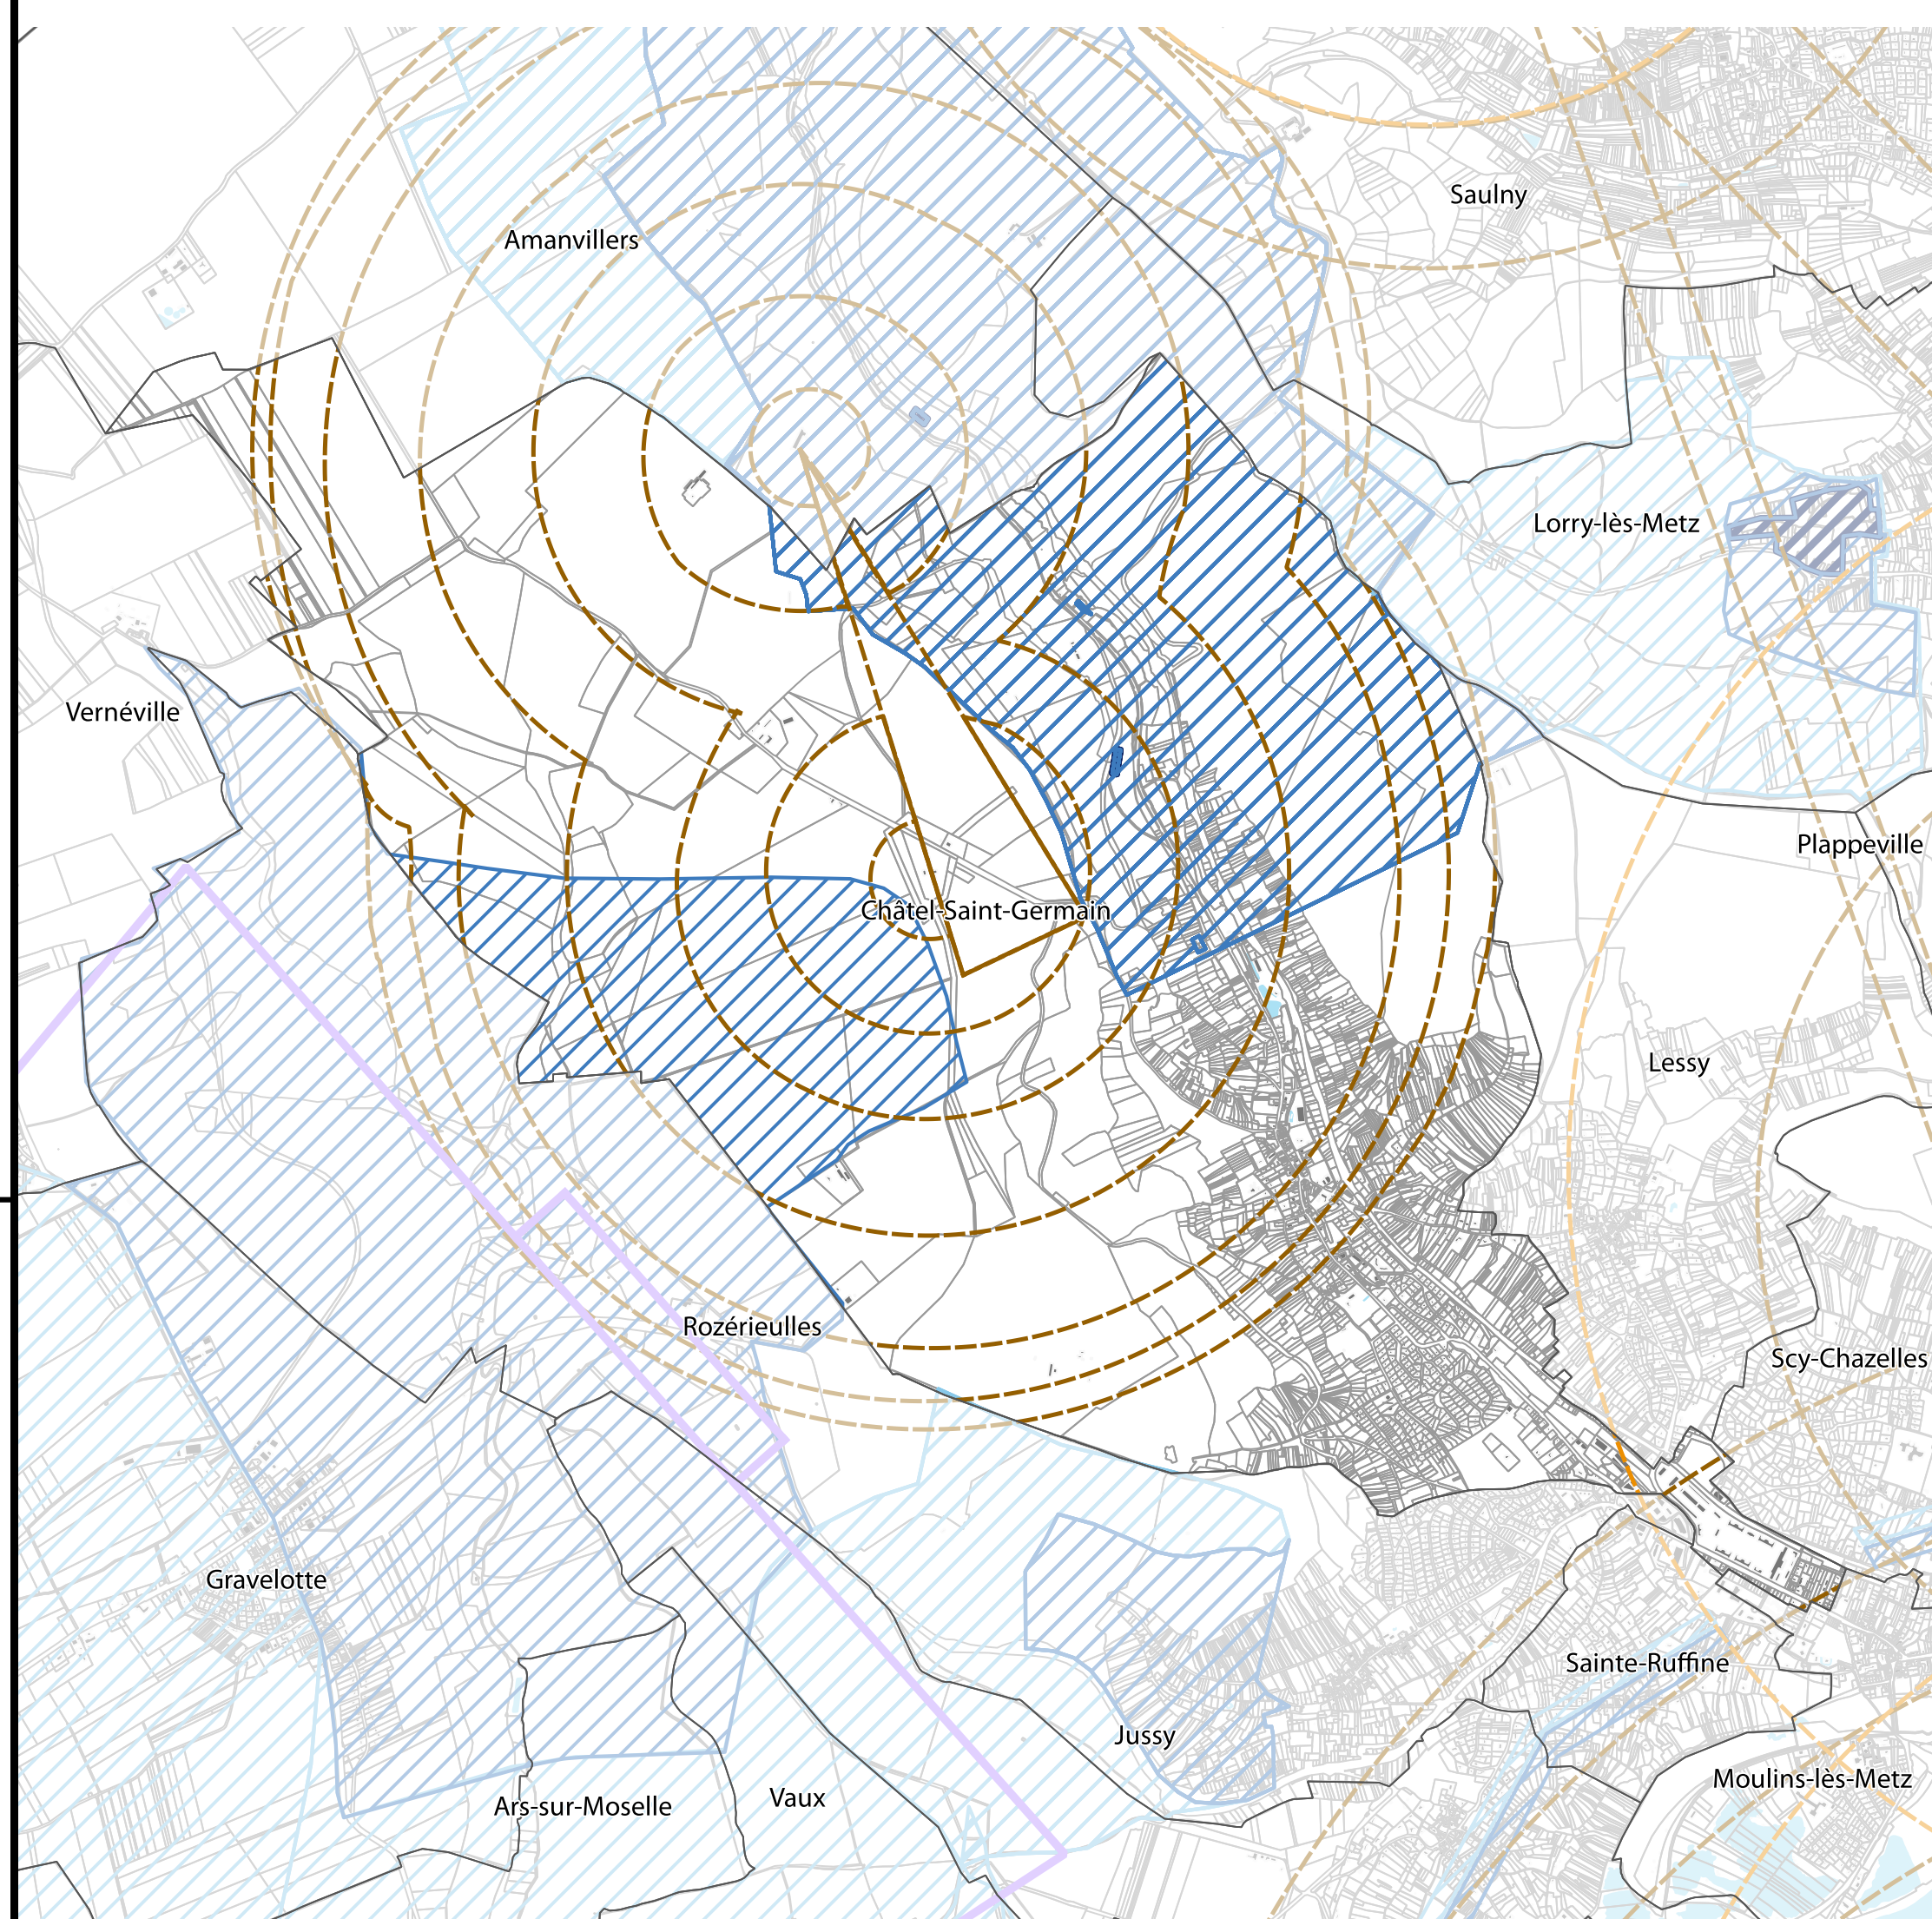 Saulny
Amanvillers
Lorry-lès-Metz
Vernéville
Plappeville
Châtel-Saint-Germain
Lessy
Rozérieulles
Scy-Chazelles
Gravelotte
Sainte-Ruffine
Jussy
Moulins-lès-Metz
Vaux
Ars-sur-Moselle